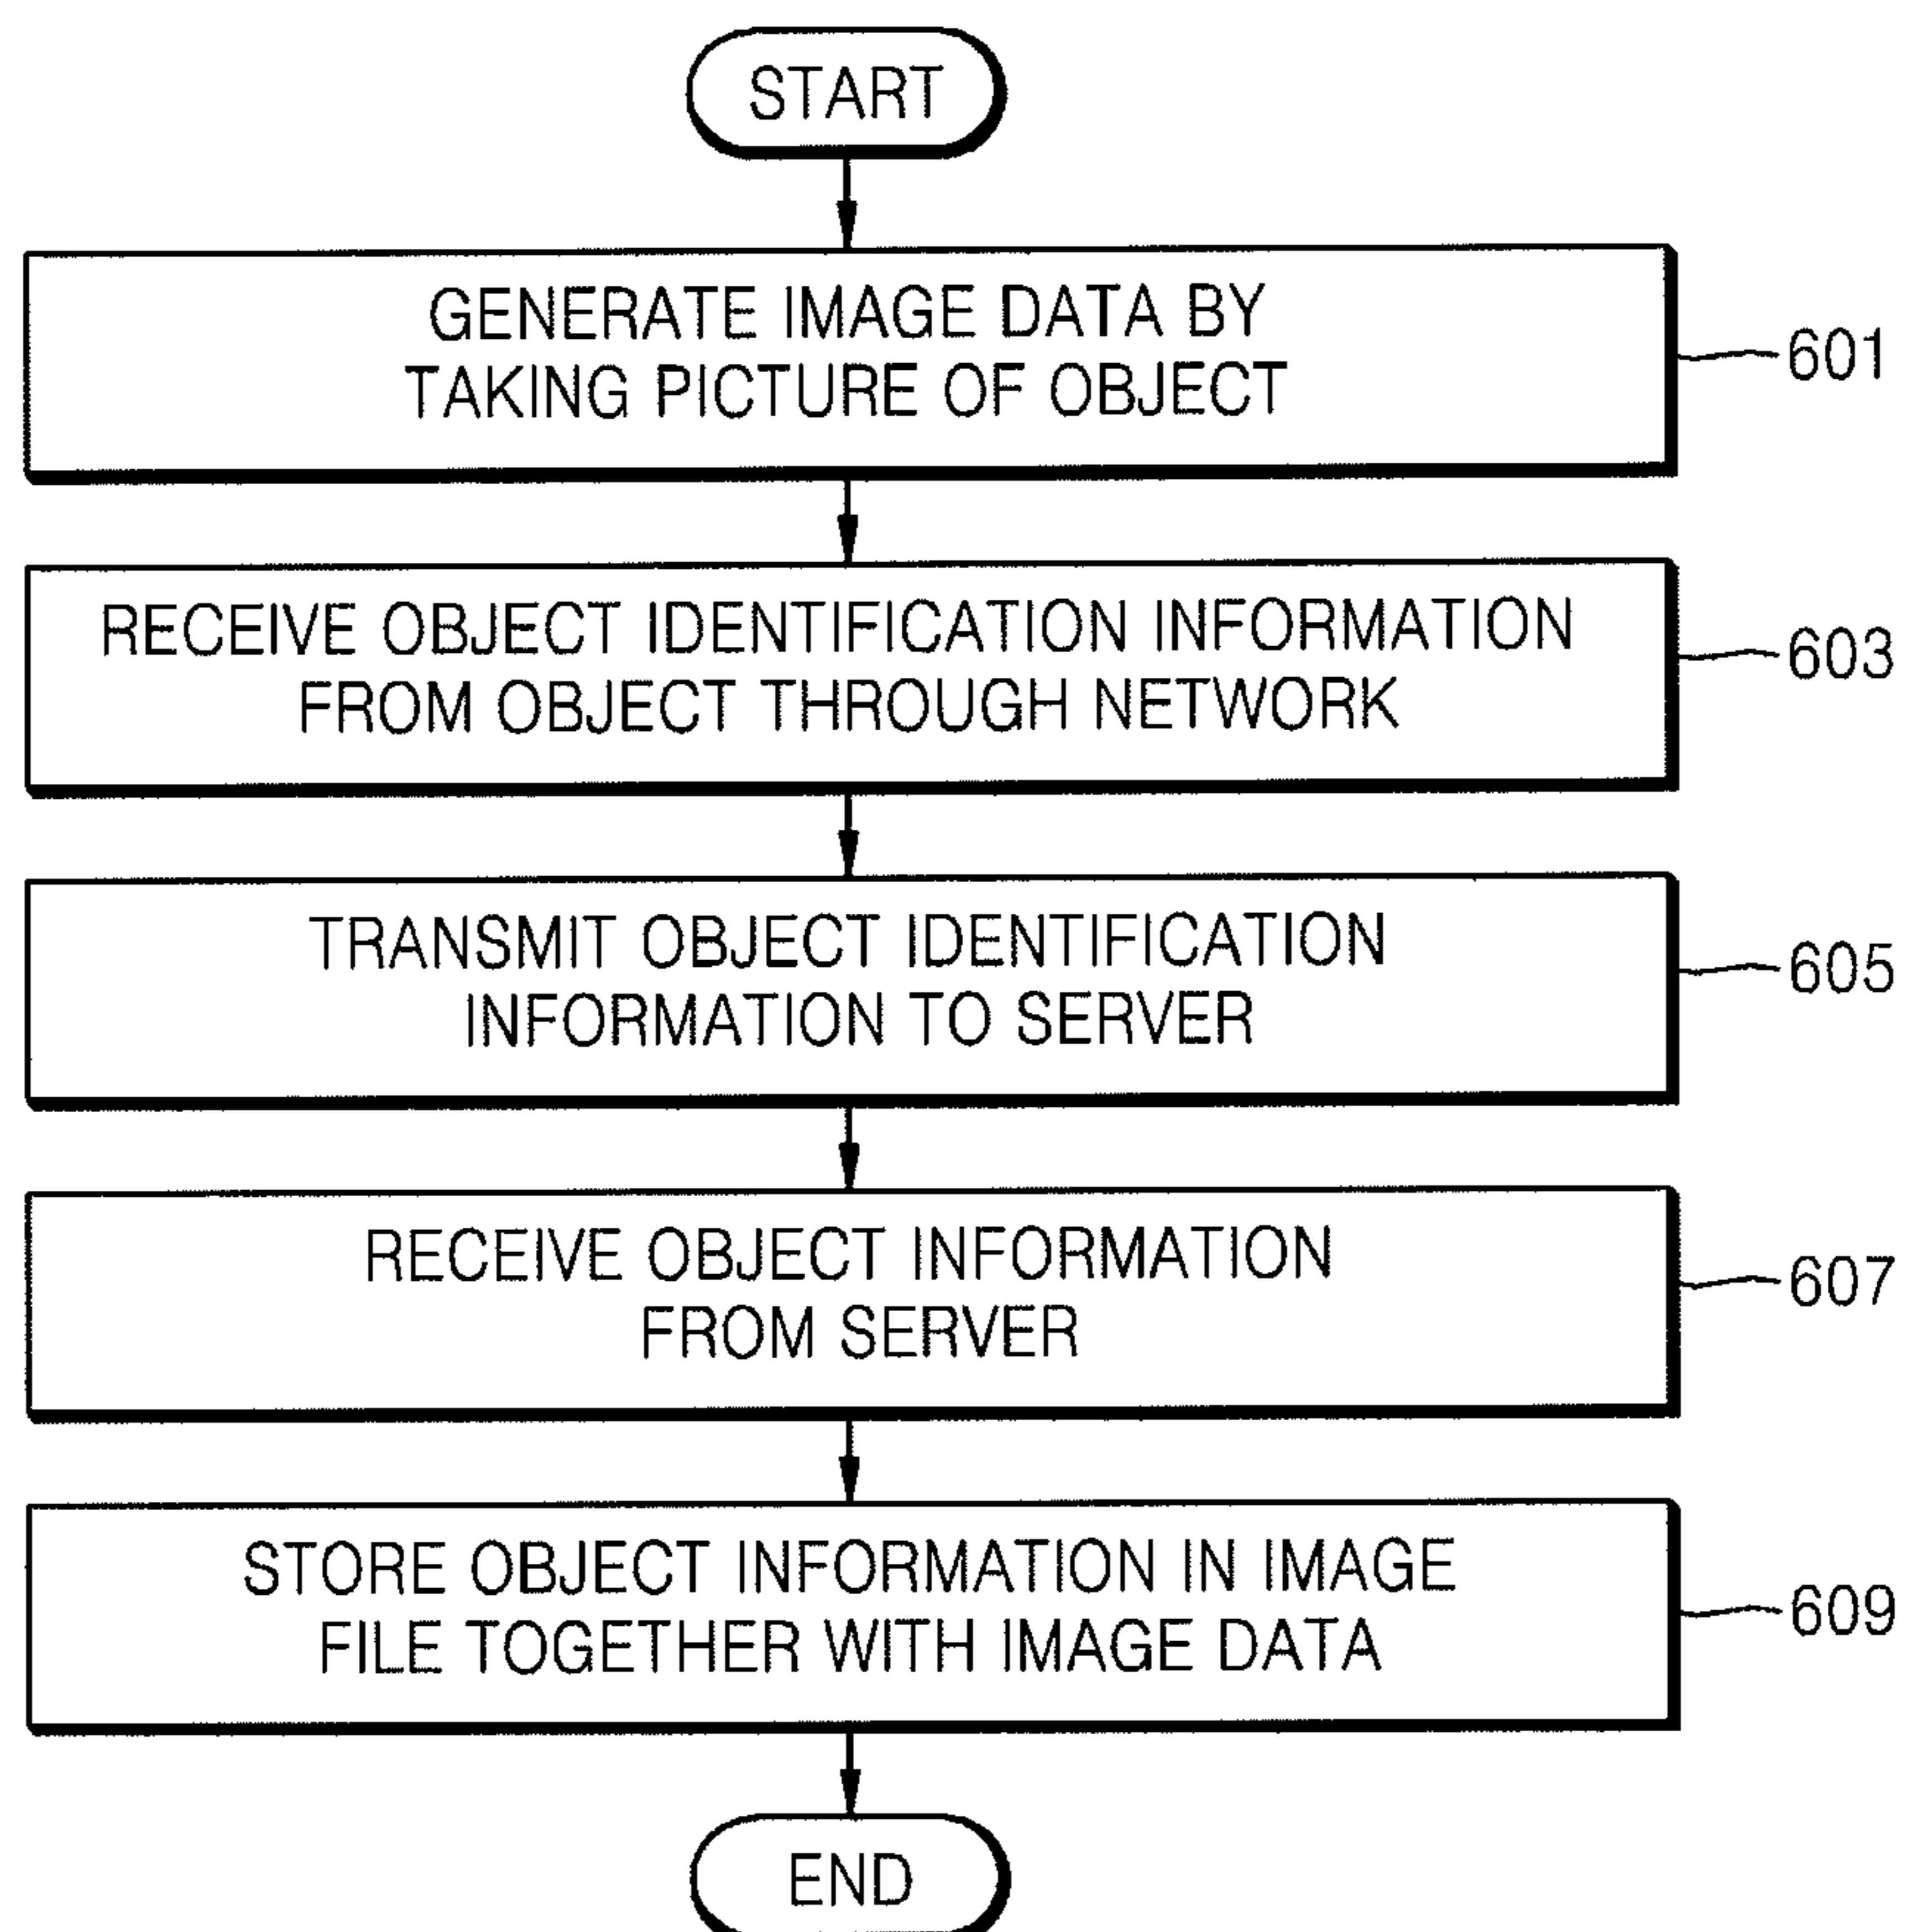 START
GENERATE IMAGE DATA BY
TAKING PICTURE OF OBJECT
601
RECEIVE OBJECT IDENTIFICATION INFORMATION
FROM OBJECT THROUGH NETWORK
603
TRANSMIT OBJECT IDENTIFICATION
INFORMATION TO SERVER
605
RECEIVE OBJECT INFORMATION
FROM SERVER
607
STORE OBJECT INFORMATION IN IMAGE
FILE TOGETHER WITH IMAGE DATA
609
END